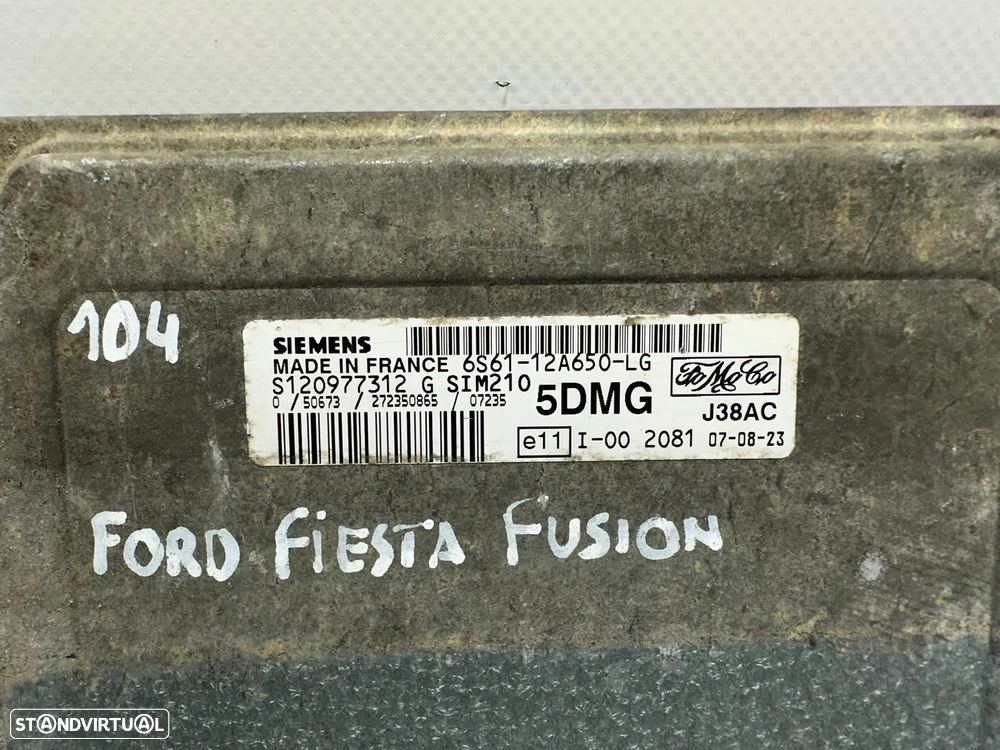 104
SIEMENS
MADE IN FRANCE 6S61-12A650-LG
S120977312 G SIM210
0 / 50673 / 272350865 / 07235
5DMG
FoMoCo
J38AC
e11 I-00 2081 07-08-23
FORD FIESTA FUSION
STANDVIRTUAL